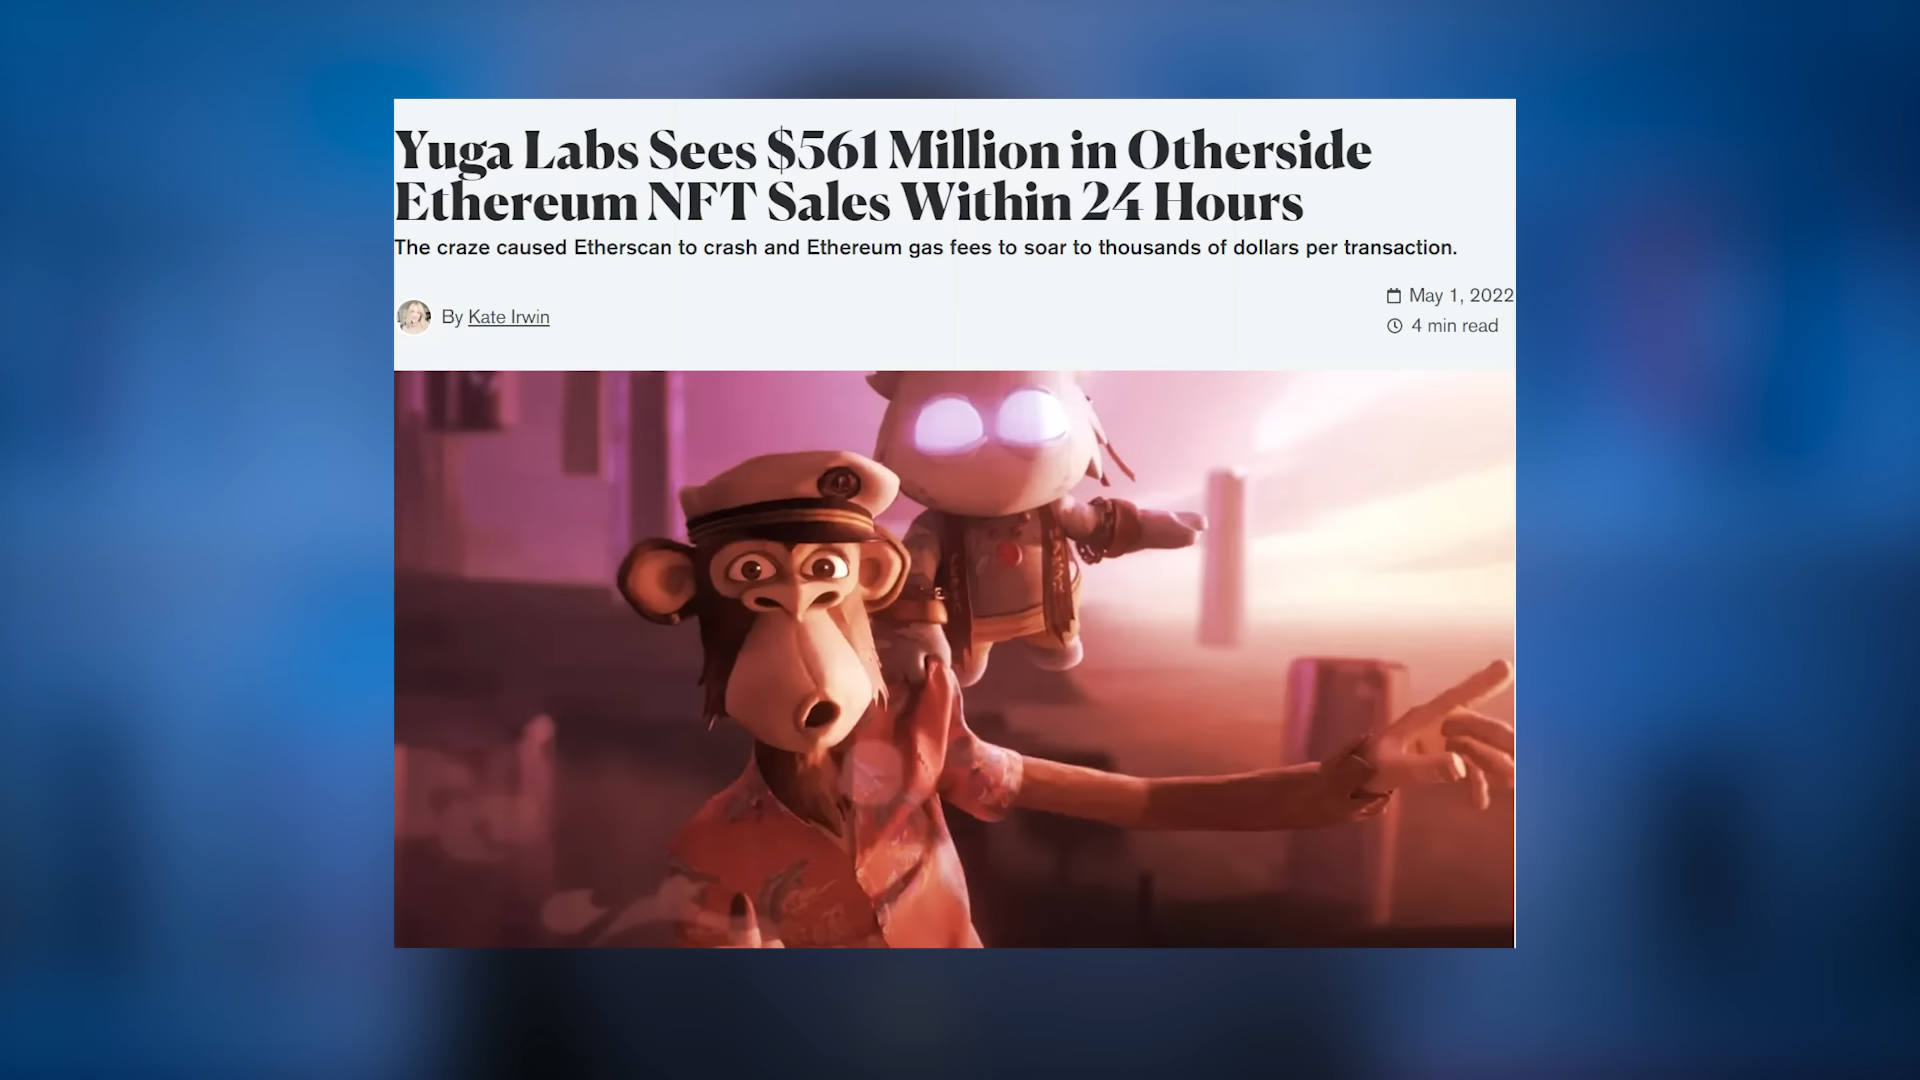 Yuga Labs Sees $561 Million in Otherside
Ethereum NFT Sales Within 24 Hours
The craze caused Etherscan to crash and Ethereum gas fees to soar to thousands of dollars per transaction.
By Kate Irwin
May 1, 2022
4 min read